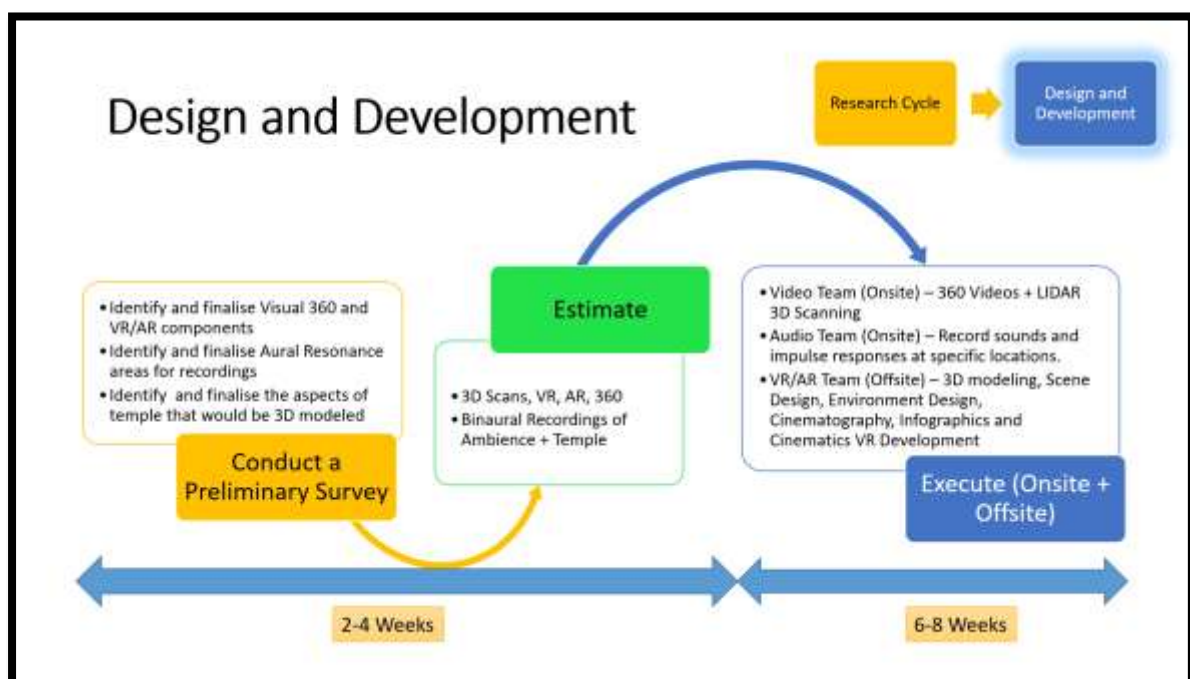 Design and Development
Research Cycle
Design and
Development
• Identify and finalise Visual 360 and
VR/AR components
• Identify and finalise Aural Resonance
areas for recordings
• Identify and finalise the aspects of
temple that would be 3D modeled
Conduct a
Preliminary Survey
Estimate
• 3D Scans, VR, AR, 360
• Binaural Recordings of
Ambience + Temple
• Video Team (Onsite) – 360 Videos + LIDAR
3D Scanning
• Audio Team (Onsite) – Record sounds and
impulse responses at specific locations.
• VR/AR Team (Offsite) – 3D modeling, Scene
Design, Environment Design,
Cinematography, Infographics and
Cinematics VR Development
Execute (Onsite +
Offsite)
2-4 Weeks
6-8 Weeks